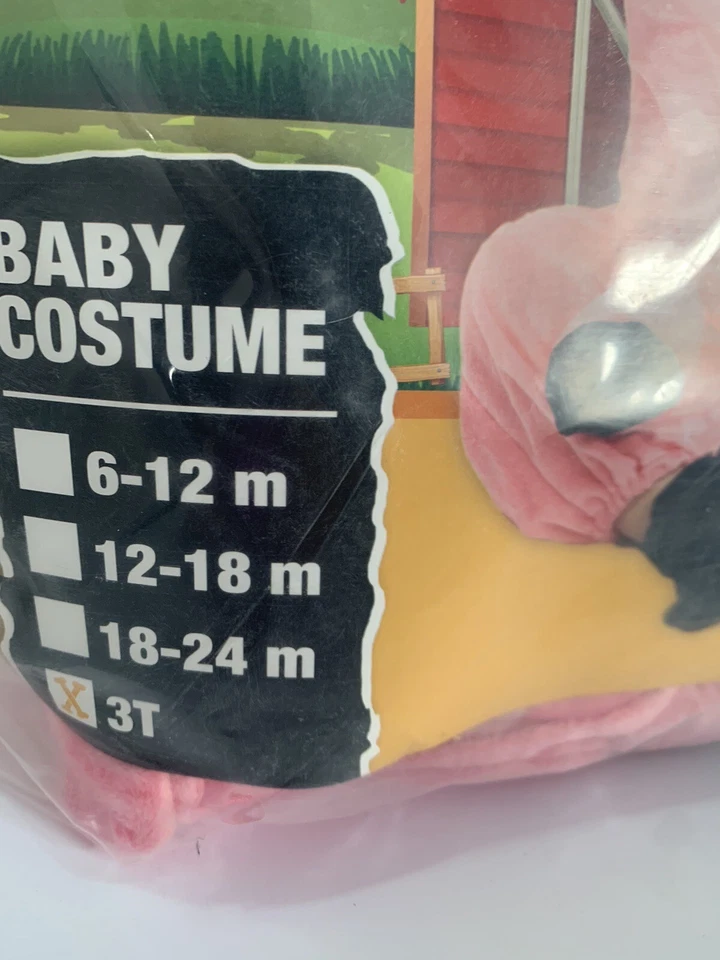 BABY
COSTUME
6-12 m
12-18 m
18-24 m
X 3T